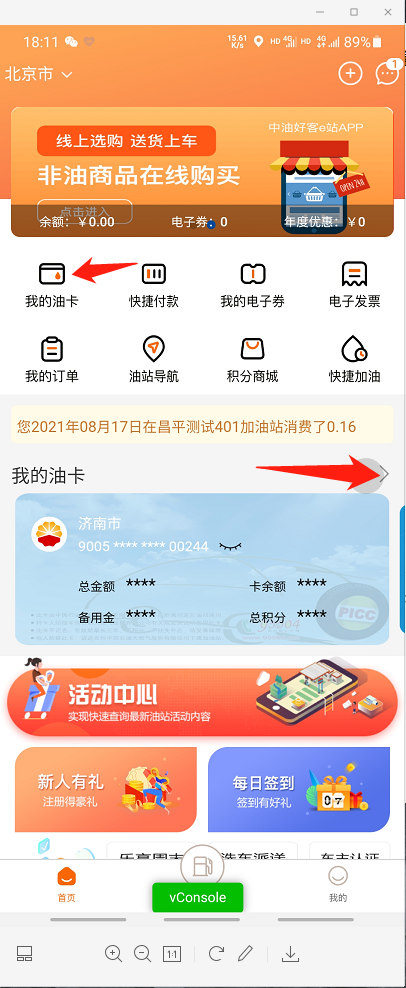 18:11
15.61 K/s HD 4G HD 4G 89%
北京市
1
中油好客e站APP
线上选购 送货上车
非油商品在线购买
OPEN 24H
点击进入
余额：￥0.00 电子券：0 年度优惠：￥0
我的油卡 快捷付款 我的电子券 电子发票
我的订单 油站导航 积分商城 快捷加油
您2021年08月17日在昌平测试401加油站消费了0.16
我的油卡
济南市
9005 **** **** 00244
总金额 **** 卡余额 ****
备用金 **** 总积分 ****
PICC
活动中心
实现快速查询最新油站活动内容
新人有礼
注册得豪礼
每日签到
签到有好礼
07
首页
vConsole
我的
1:1